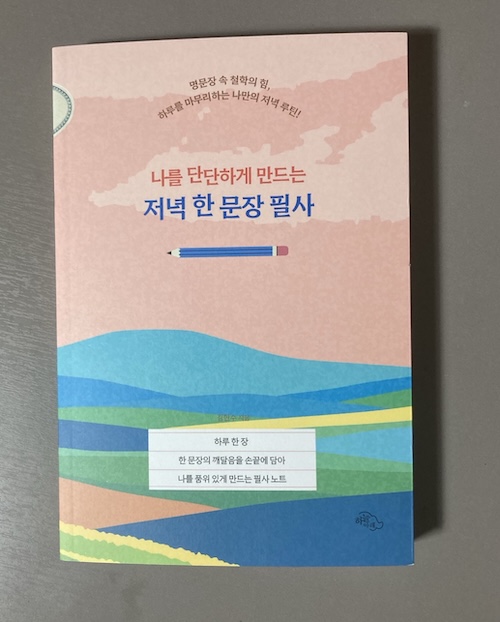 명문장 속 철학의 힘,
하루를 마무리하는 나만의 저녁 루틴!
나를 단단하게 만드는
저녁 한 문장 필사
하루 한 장
한 문장의 깨달음을 손끝에 담아
나를 품위 있게 만드는 필사 노트